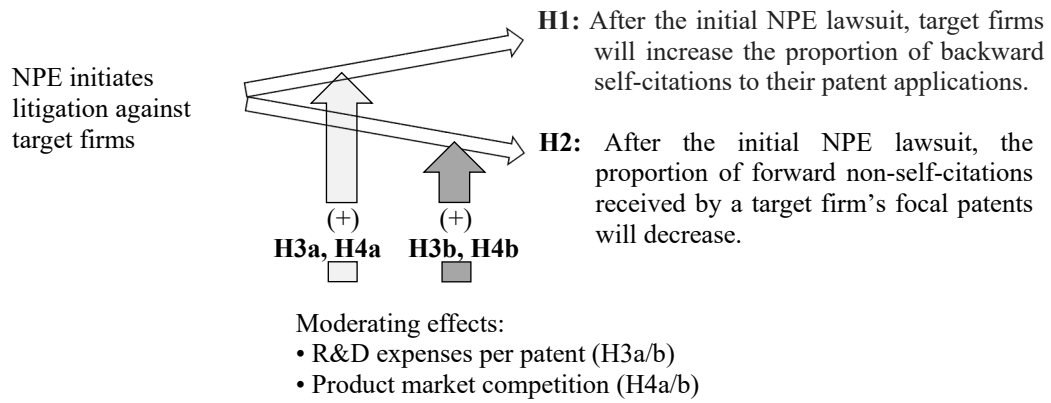 NPE initiates
litigation against
target firms
H1: After the initial NPE lawsuit, target firms
will increase the proportion of backward
self-citations to their patent applications.
H2: After the initial NPE lawsuit, the
proportion of forward non-self-citations
received by a target firm’s focal patents
will decrease.
(+) (+)
H3a, H4a H3b, H4b
Moderating effects:
• R&D expenses per patent (H3a/b)
• Product market competition (H4a/b)